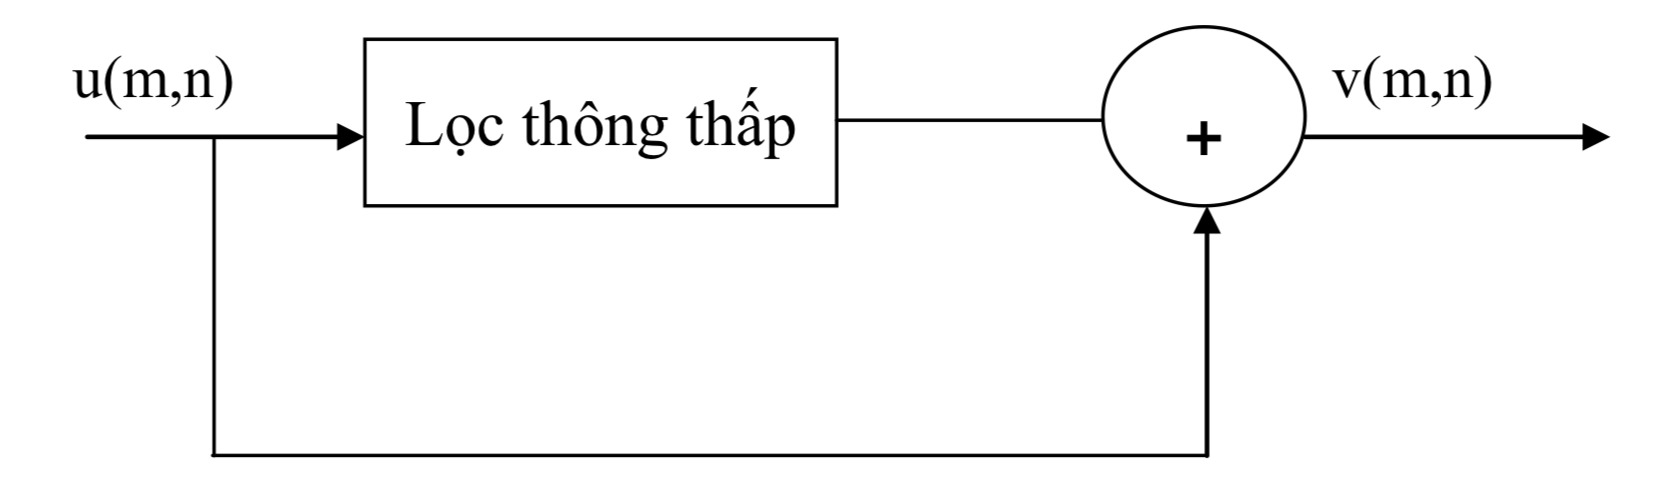 u(m,n)
Lọc thông thấp
+
v(m,n)